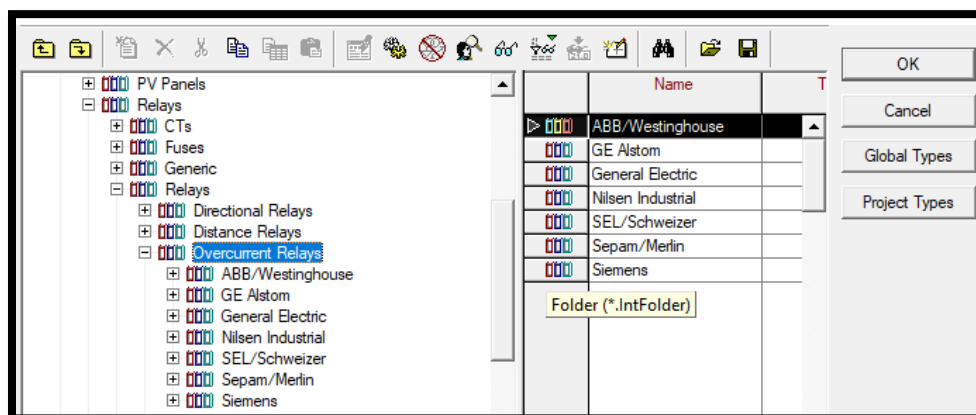 PV Panels
Relays
CTs
Fuses
Generic
Relays
Directional Relays
Distance Relays
Overcurrent Relays
ABB/Westinghouse
GE Alstom
General Electric
Nilsen Industrial
SEL/Schweizer
Sepam/Merlin
Siemens
Name T
ABB/Westinghouse
GE Alstom
General Electric
Nilsen Industrial
SEL/Schweizer
Sepam/Merlin
Siemens
Folder (*.IntFolder)
OK
Cancel
Global Types
Project Types